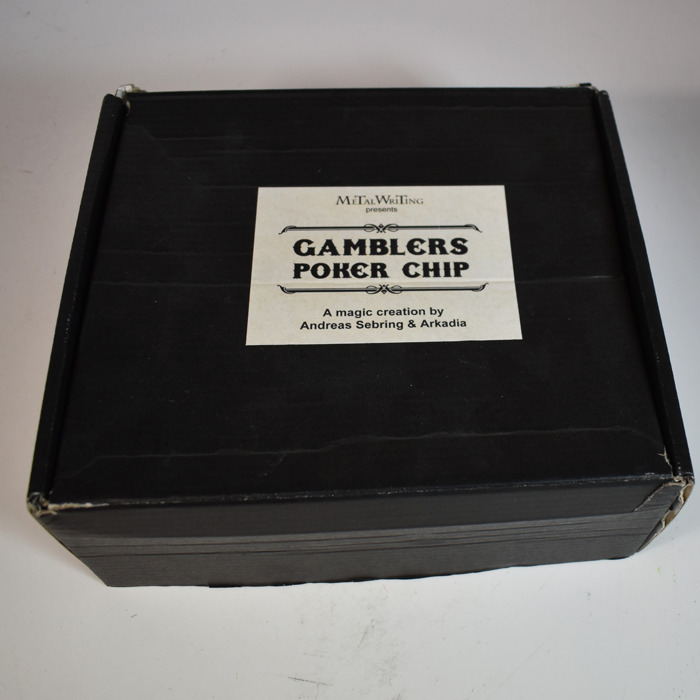 METALWRITING
presents
GAMBLERS
POKER CHIP
A magic creation by
Andreas Sebring & Arkadia